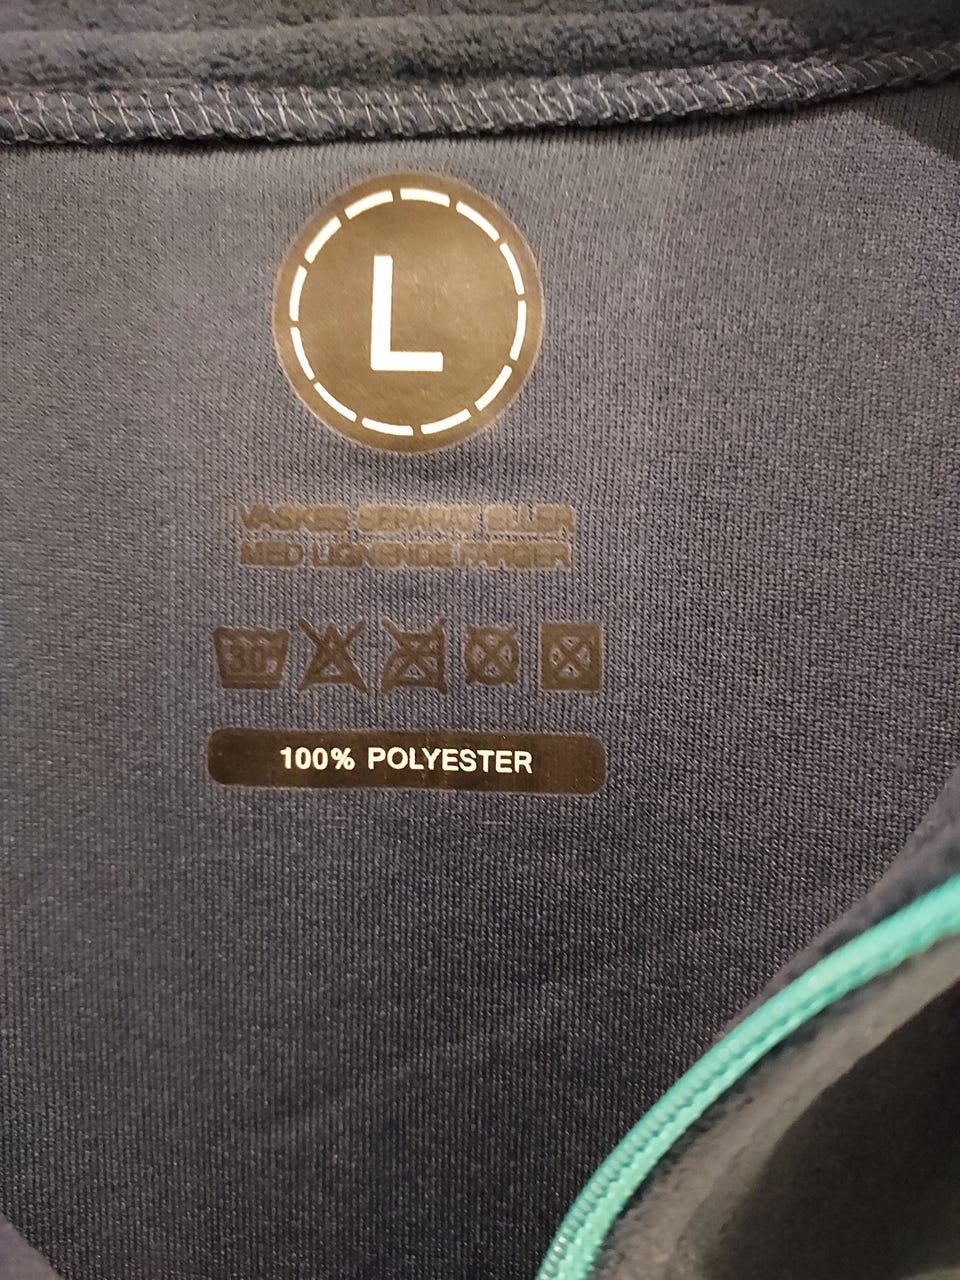 L
VASKES SEPARAT ELLER
MED LIGNENDE FARGER
30°
100% POLYESTER